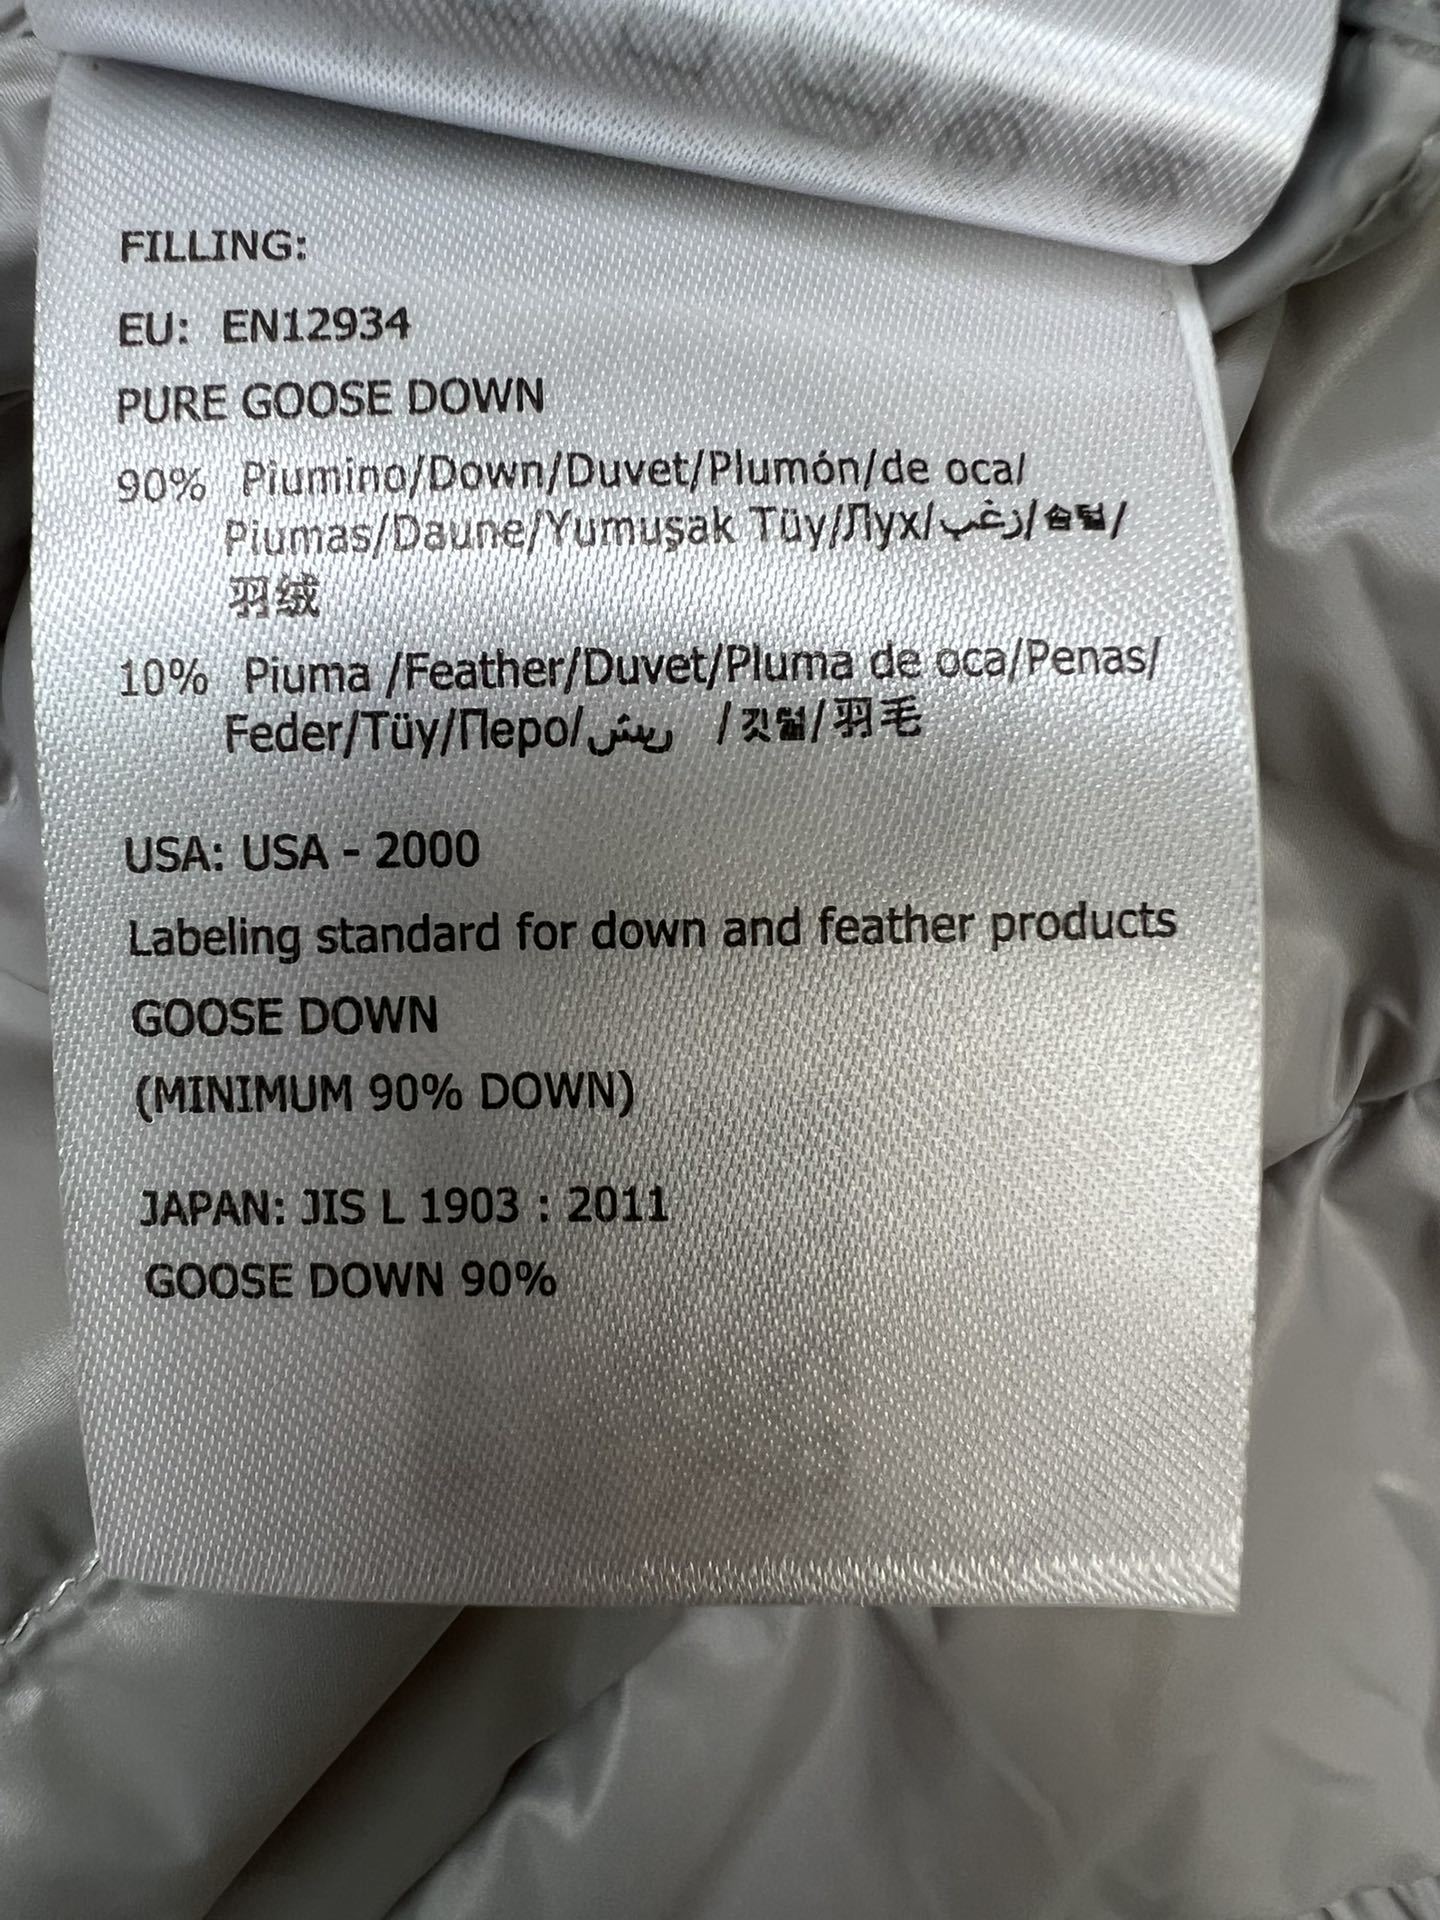 FILLING:
EU: EN12934
PURE GOOSE DOWN
90% Piumino/Down/Duvet/Plumón/de oca/
Piumas/Daune/Yumuşak Tüy/Лух/زغب/솜털/
羽绒
10% Piuma /Feather/Duvet/Pluma de oca/Penas/
Feder/Tüy/Перо/ريش /깃털/羽毛
USA: USA - 2000
Labeling standard for down and feather products
GOOSE DOWN
(MINIMUM 90% DOWN)
JAPAN: JIS L 1903 : 2011
GOOSE DOWN 90%